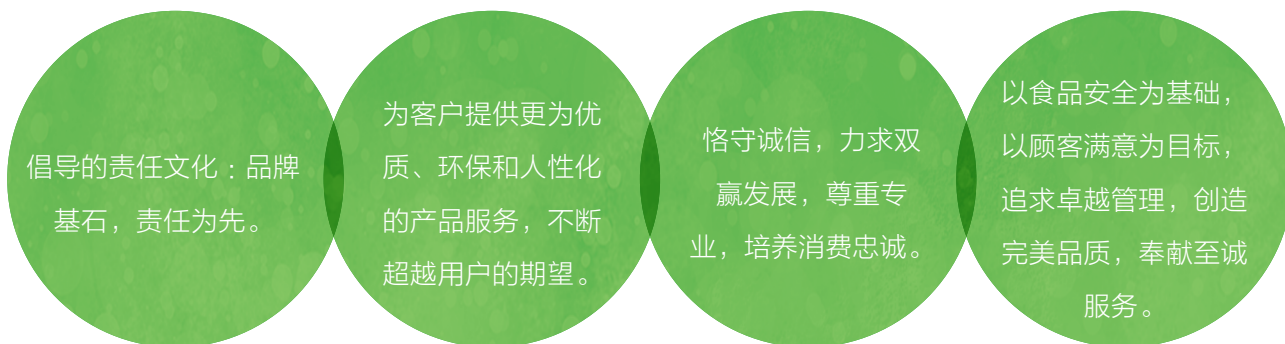 倡导的责任文化：品牌
基石，责任为先。
为客户提供更为优
质、环保和人性化
的产品服务，不断
超越用户的期望。
恪守诚信，力求双
赢发展，尊重专
业，培养消费忠诚。
以食品安全为基础，
以顾客满意为目标，
追求卓越管理，创造
完美品质，奉献至诚
服务。